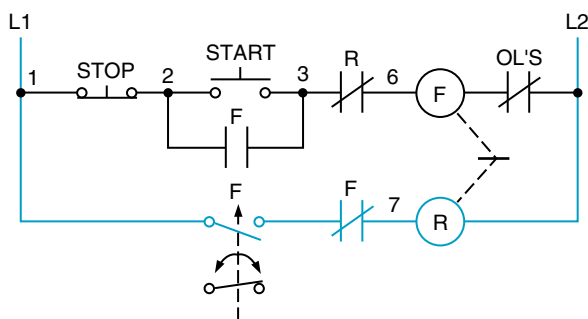 L1 L2
START
1 STOP 2 3 R 6 OL'S
F
F
F F 7
R